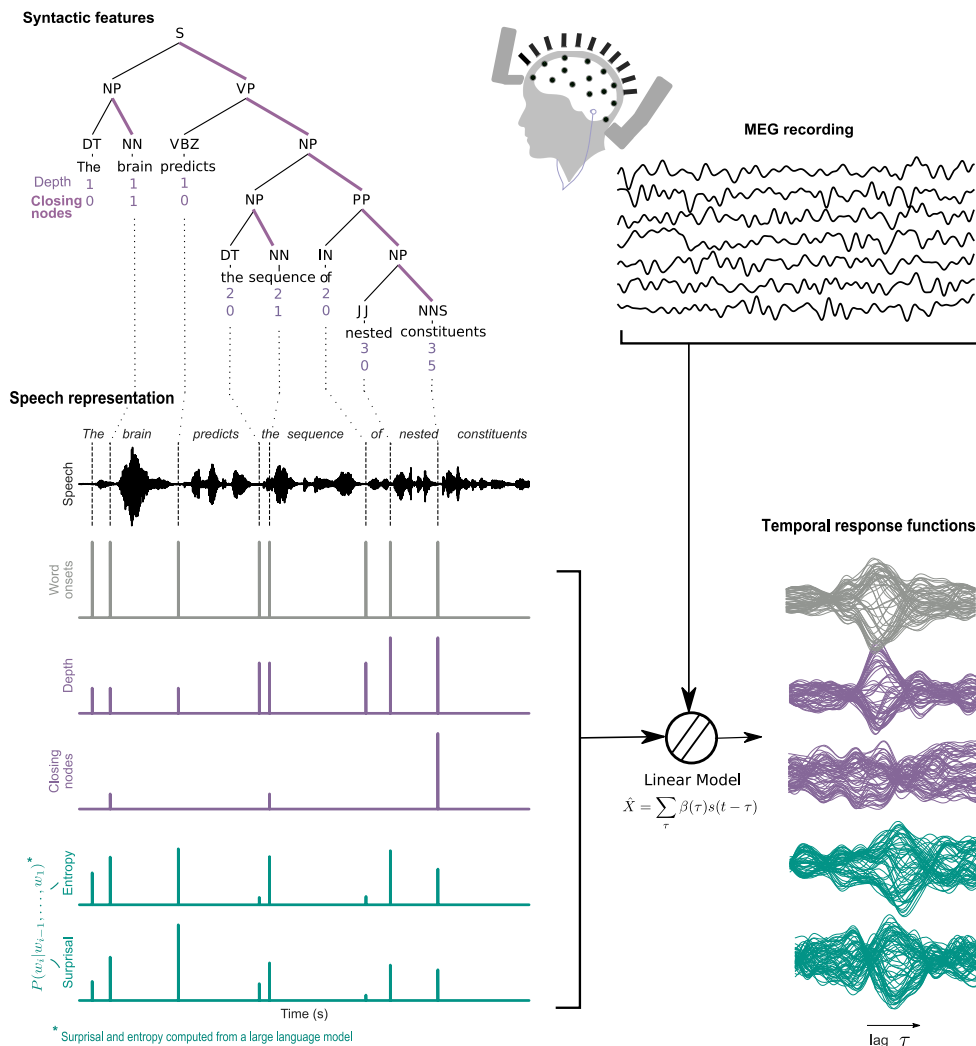 Syntactic features
S
NP VP
DT NN VBZ NP
The brain predicts
Depth 1 1 1
Closing nodes 0 1 0
NP PP
DT NN IN NP
the sequence of
2 2 2
0 1 0
JJ NNS
nested constituents
3 3
0 5
MEG recording
Speech representation
The brain predicts the sequence of nested constituents
Speech
Word onsets
Depth
Closing nodes
Entropy
Surprisal
P(w_i|w_{i-1}, . . . , w_1)*
Time (s)
* Surprisal and entropy computed from a large language model
Linear Model
X̂ = ∑_τ β(τ)s(t − τ)
Temporal response functions
lag τ